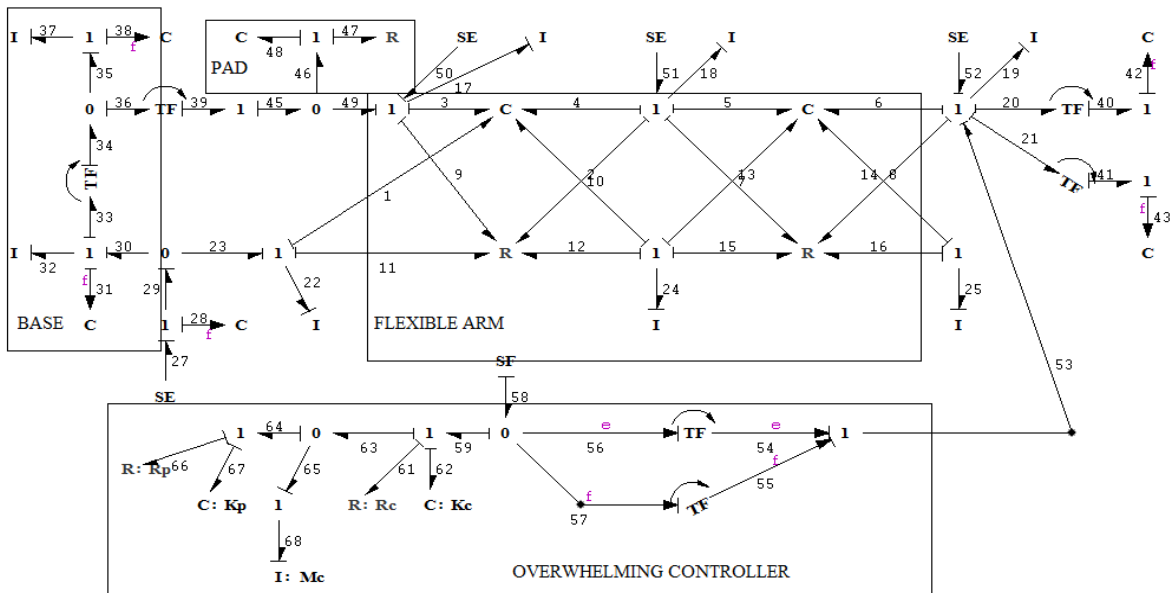 I 37 1 38 C C 48 1 47 R SE I SE I SE I C
f
PAD 50 51 18 52 19 42 f
35 46 17
0 36 TF 39 1 45 0 49 1 3 C 4 1 5 C 6 1 20 TF 40 1
34 21
TF 9 2 10 13 7 14 8 TF 41 1
33 1 f 43
I 32 1 30 0 23 1 11 R 12 1 15 R 16 1 C
f 31 29 22 24 25
BASE C 1 28 C I FLEXIBLE ARM I I
f
27 SF 53
SE 58
1 64 0 63 1 59 0 e 56 TF e 54 1
R: Rp 66 67 65 61 62 f 55
C: Kp 1 R: Rc C: Kc f 57 TF
68
I: Mc OVERWHELMING CONTROLLER